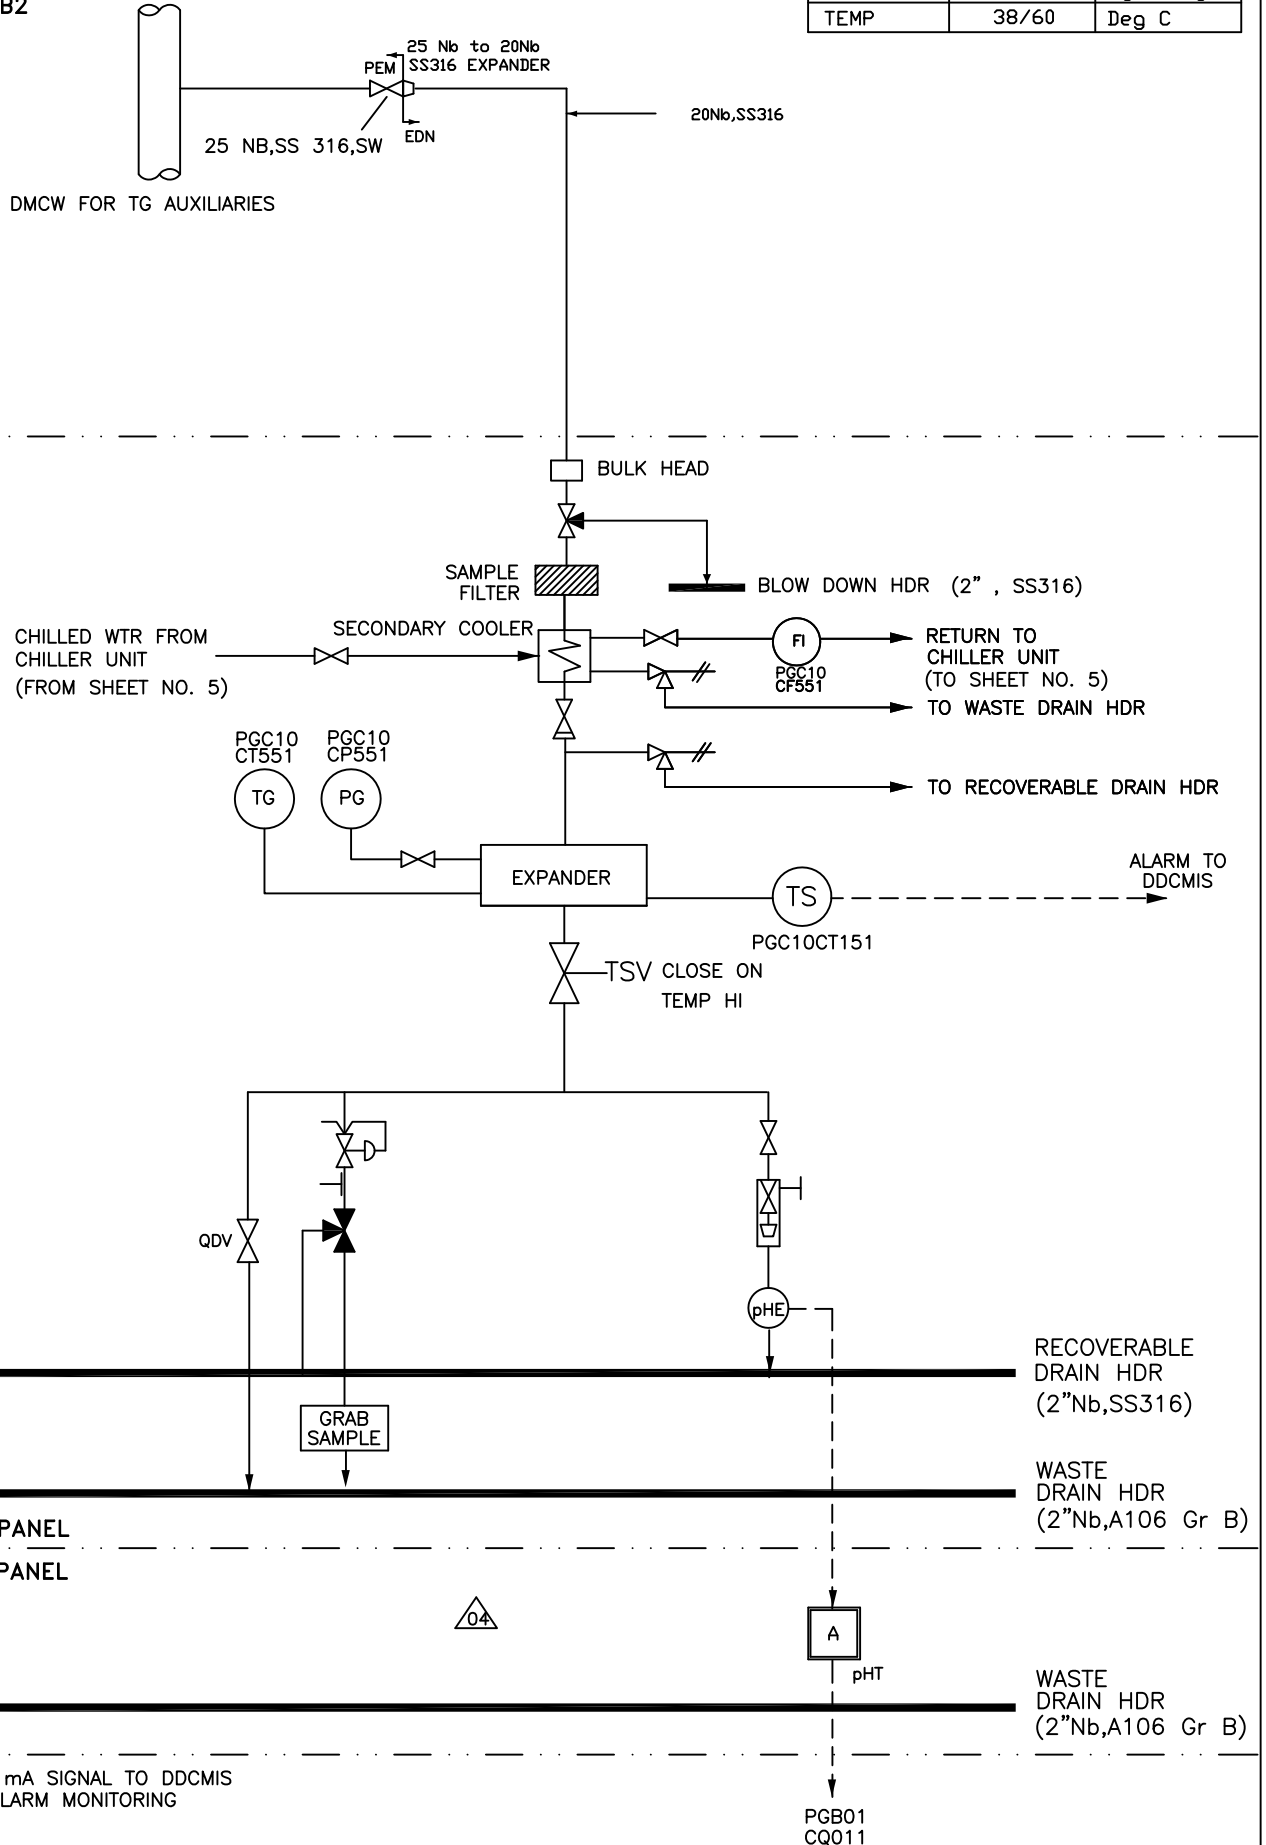 B2
TEMP 38/60 Deg C
25 Nb to 20Nb
PEM SS316 EXPANDER
20Nb,SS316
EDN
25 NB,SS 316,SW
DMCW FOR TG AUXILIARIES
BULK HEAD
SAMPLE
FILTER
BLOW DOWN HDR (2" , SS316)
SECONDARY COOLER
CHILLED WTR FROM
CHILLER UNIT
(FROM SHEET NO. 5)
FI
PGC10
CF551
RETURN TO
CHILLER UNIT
(TO SHEET NO. 5)
TO WASTE DRAIN HDR
PGC10
CT551
PGC10
CP551
TG
PG
TO RECOVERABLE DRAIN HDR
EXPANDER
TS
PGC10CT151
ALARM TO
DDCMIS
TSV CLOSE ON
TEMP HI
QDV
pHE
RECOVERABLE
DRAIN HDR
(2"Nb,SS316)
GRAB
SAMPLE
WASTE
DRAIN HDR
(2"Nb,A106 Gr B)
PANEL
PANEL
04
A
pHT
WASTE
DRAIN HDR
(2"Nb,A106 Gr B)
mA SIGNAL TO DDCMIS
LARM MONITORING
PGB01
CQ011